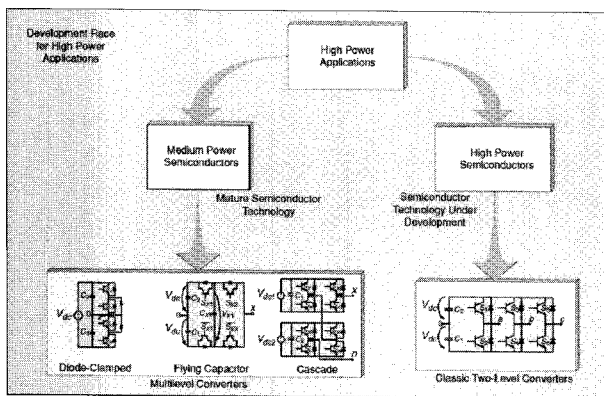 Development Race
for High Power
Applications
High Power
Applications
Medium Power
Semiconductors
High Power
Semiconductors
Mature Semiconductor
Technology
Semiconductor
Technology Under
Development
Diode-Clamped
Flying Capacitor
Cascade
Multilevel Converters
Classic Two-Level Converters